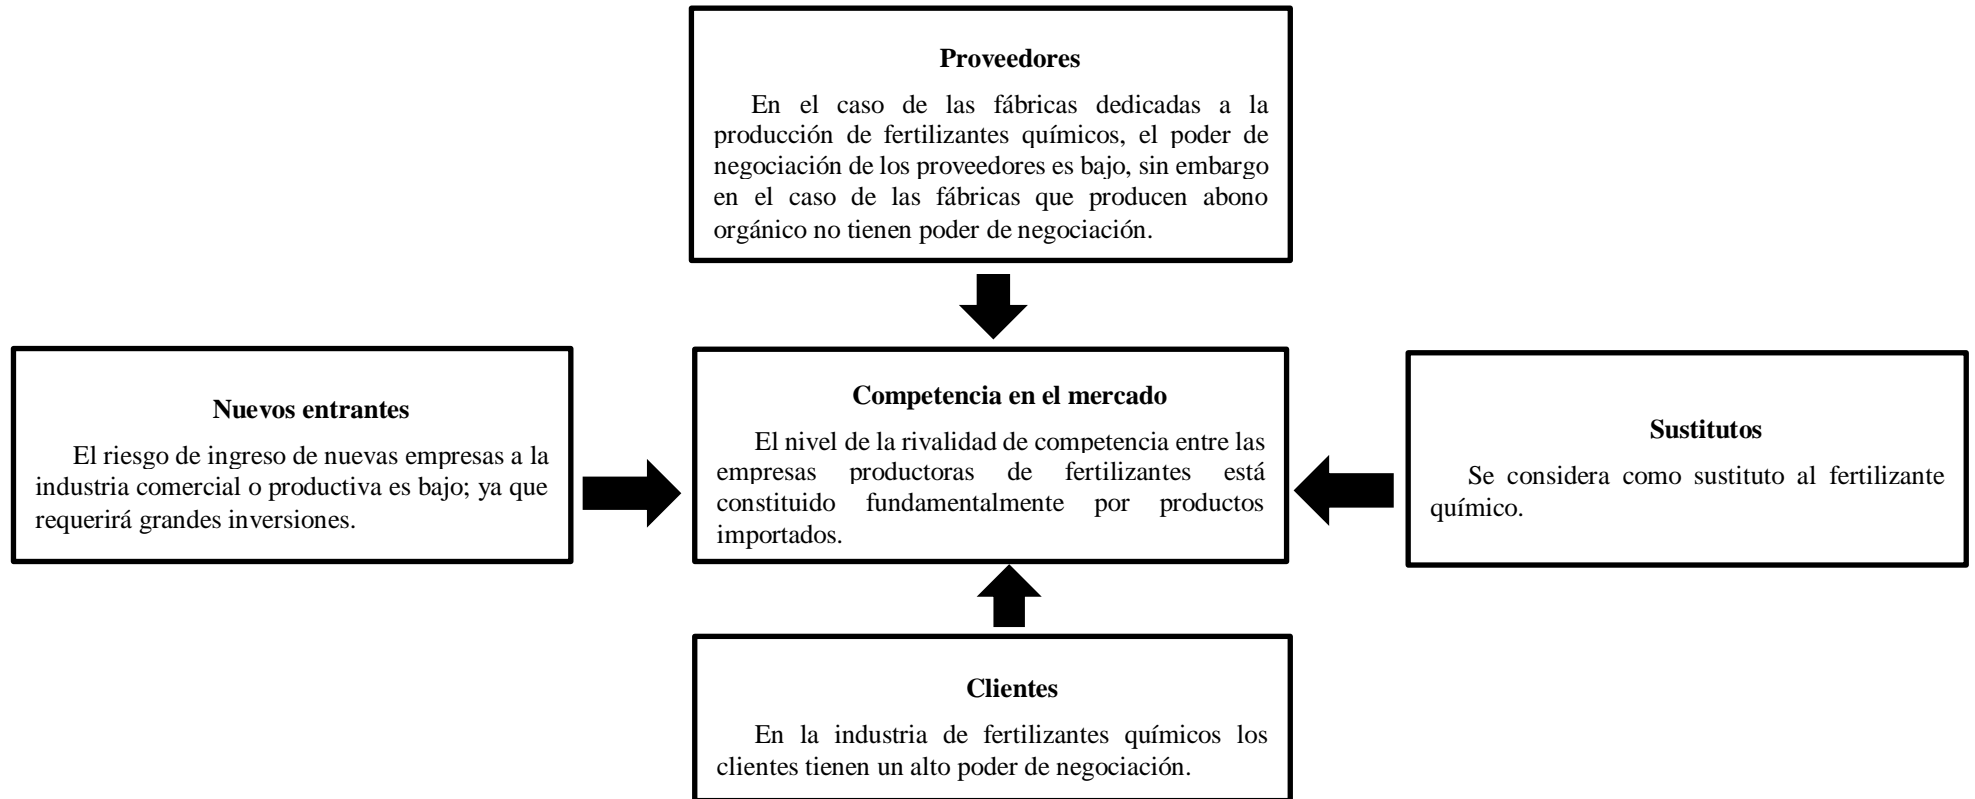 Proveedores
En el caso de las fábricas dedicadas a la
producción de fertilizantes químicos, el poder de
negociación de los proveedores es bajo, sin embargo
en el caso de las fábricas que producen abono
orgánico no tienen poder de negociación.
Nuevos entrantes
El riesgo de ingreso de nuevas empresas a la
industria comercial o productiva es bajo; ya que
requerirá grandes inversiones.
Competencia en el mercado
El nivel de la rivalidad de competencia entre las
empresas productoras de fertilizantes está
constituido fundamentalmente por productos
importados.
Sustitutos
Se considera como sustituto al fertilizante
químico.
Clientes
En la industria de fertilizantes químicos los
clientes tienen un alto poder de negociación.